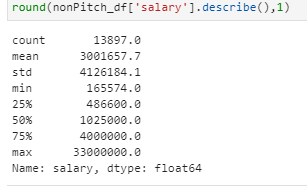 round(nonPitch_df['salary'].describe(),1)
count 13897.0
mean 3001657.7
std 4126184.1
min 165574.0
25% 486600.0
50% 1025000.0
75% 4000000.0
max 33000000.0
Name: salary, dtype: float64